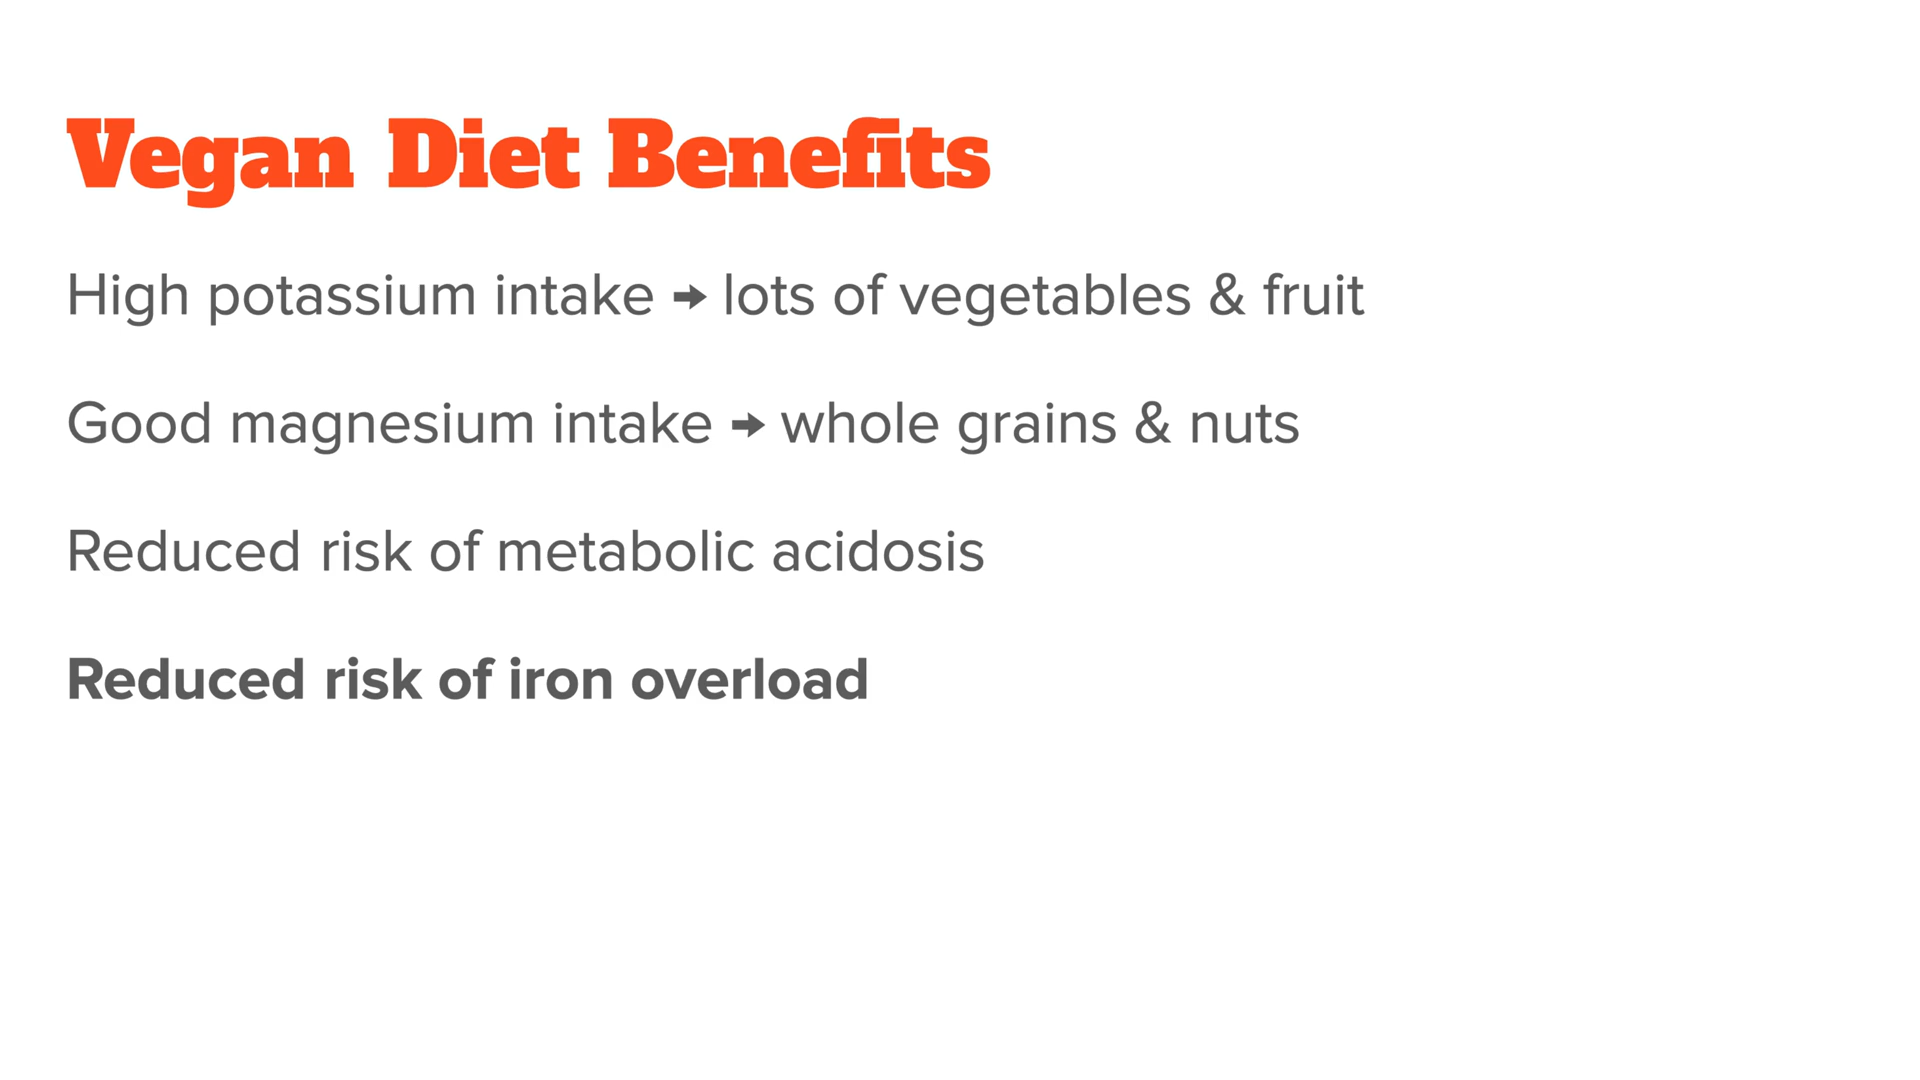 Vegan Diet Benefits
High potassium intake ➡ lots of vegetables & fruit
Good magnesium intake ➡ whole grains & nuts
Reduced risk of metabolic acidosis
Reduced risk of iron overload